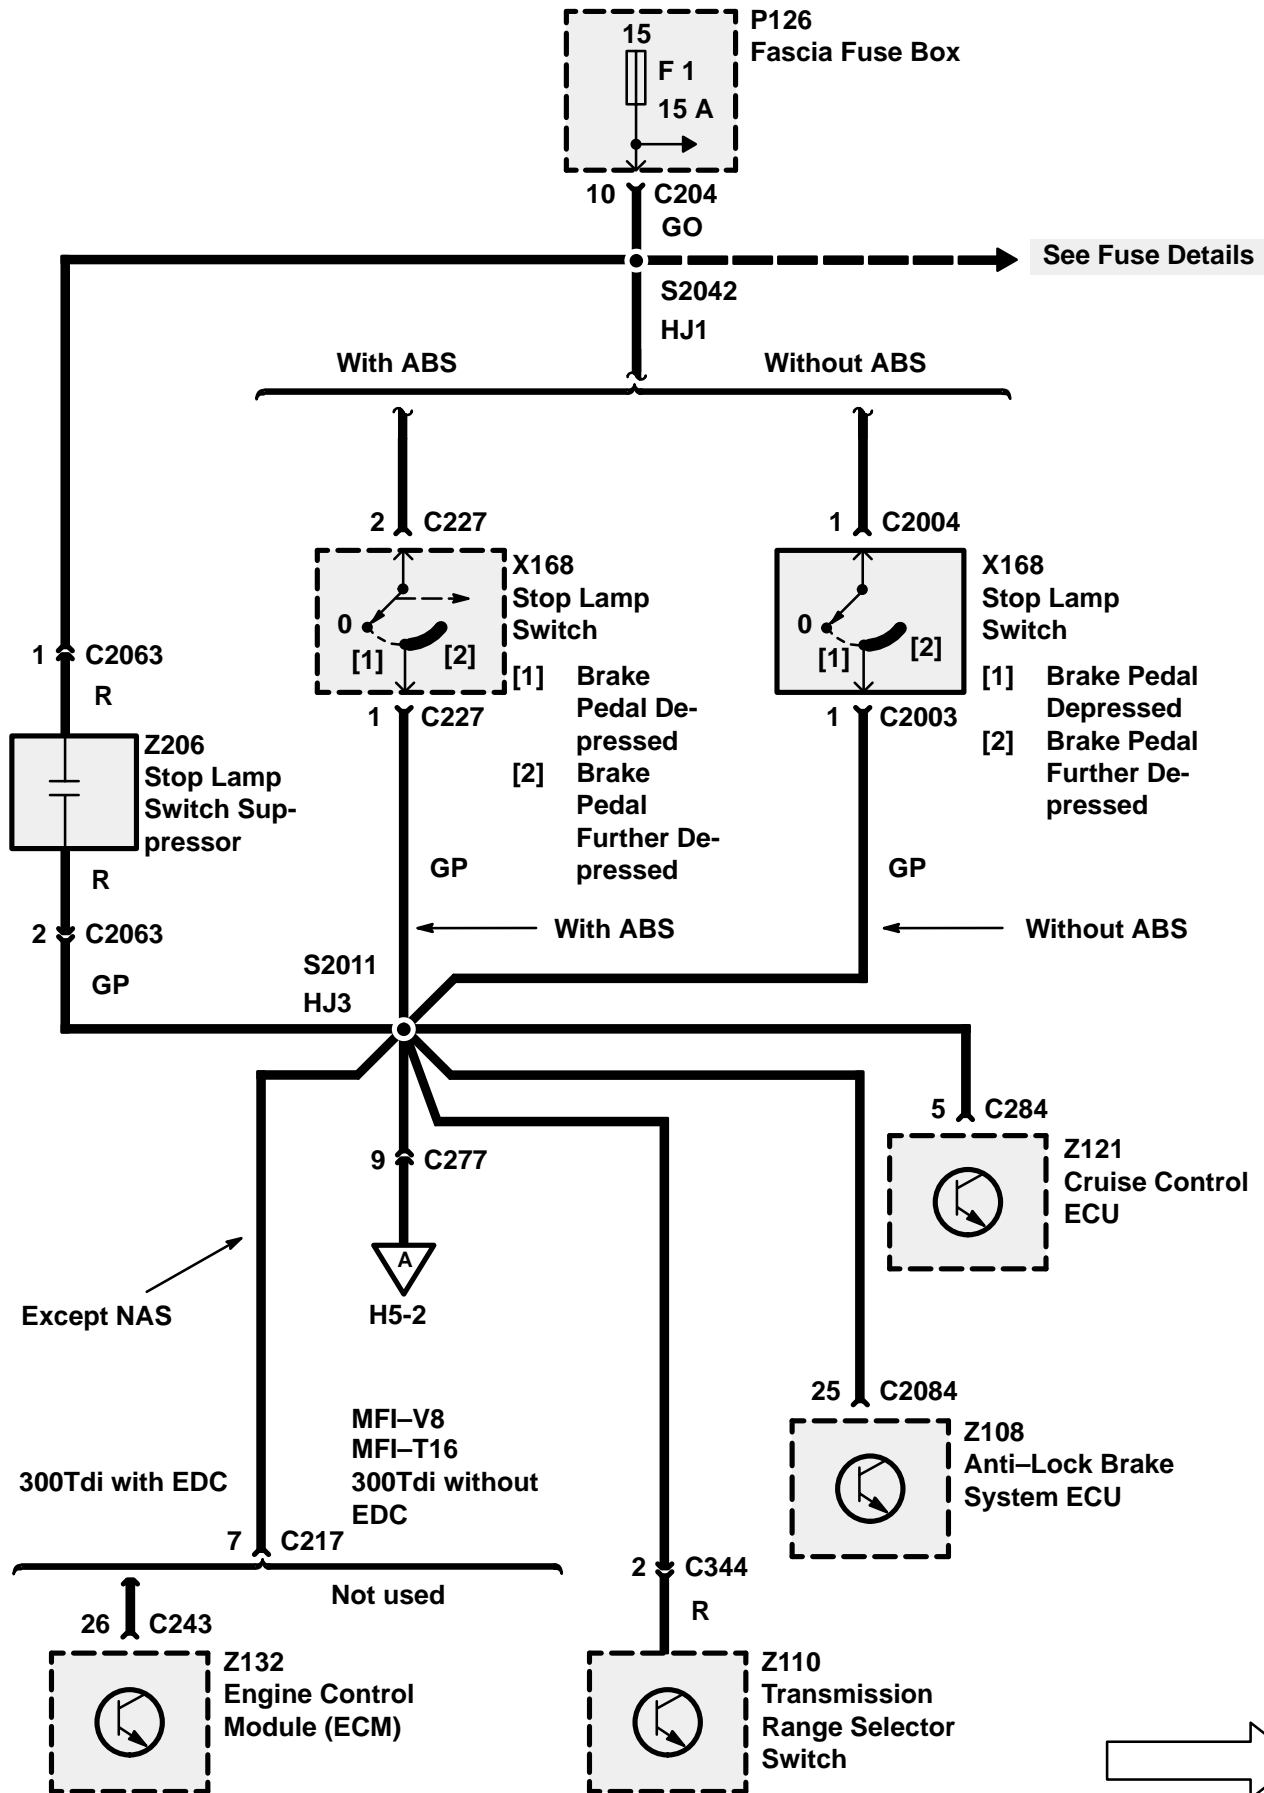 P126
Fascia Fuse Box
15
F 1
15 A
10
C204
GO
See Fuse Details
S2042
HJ1
With ABS
Without ABS
2
C227
1
C2004
X168
Stop Lamp
Switch
0
[1]
[2]
[1] Brake
Pedal De-
pressed
[2] Brake
Pedal
Further De-
pressed
X168
Stop Lamp
Switch
0
[1]
[2]
[1] Brake Pedal
Depressed
[2] Brake Pedal
Further De-
pressed
1
C2063
R
1
C227
1
C2003
Z206
Stop Lamp
Switch Sup-
pressor
R
2
C2063
GP
GP
GP
With ABS
Without ABS
S2011
HJ3
5
C284
Z121
Cruise Control
ECU
9
C277
A
H5-2
Except NAS
25
C2084
Z108
Anti–Lock Brake
System ECU
300Tdi with EDC
MFI–V8
MFI–T16
300Tdi without
EDC
7
C217
Not used
2
C344
R
26
C243
Z132
Engine Control
Module (ECM)
Z110
Transmission
Range Selector
Switch